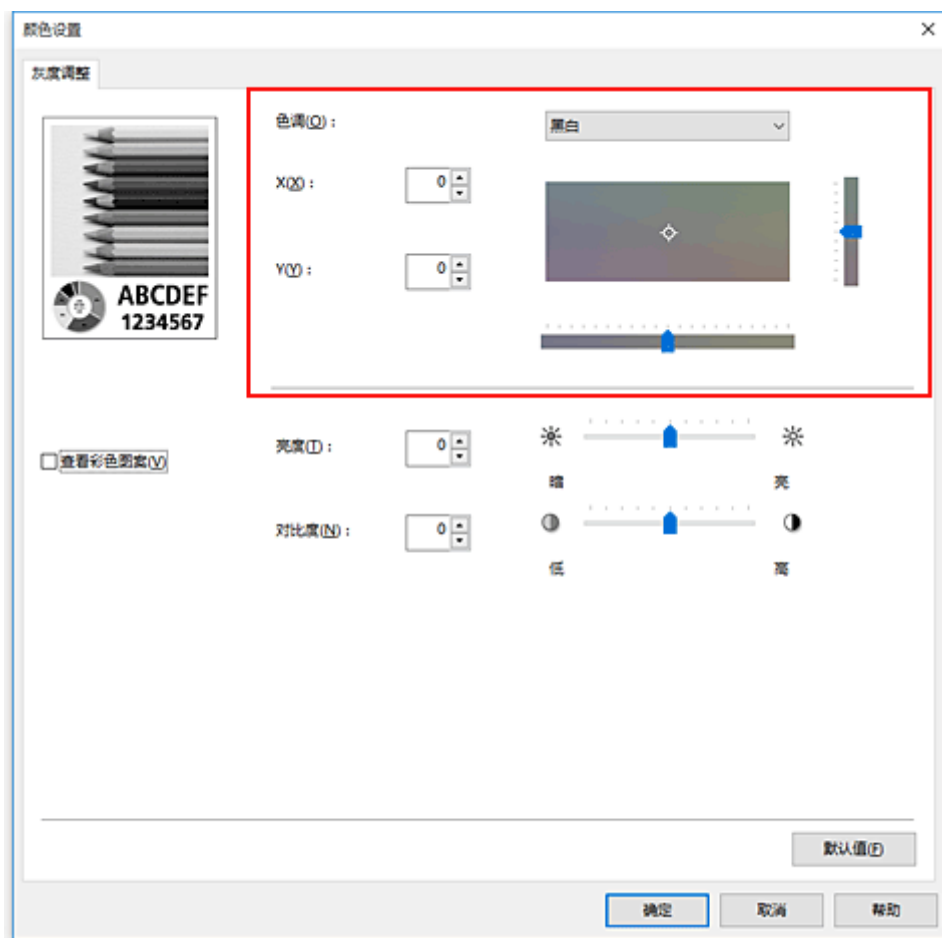 颜色设置
灰度调整
ABCDEF
1234567
色调(O)：
黑白
X(X)：
0
Y(Y)：
0
查看彩色图案(V)
亮度(T)：
0
暗
亮
对比度(N)：
0
低
高
默认值(F)
确定
取消
帮助